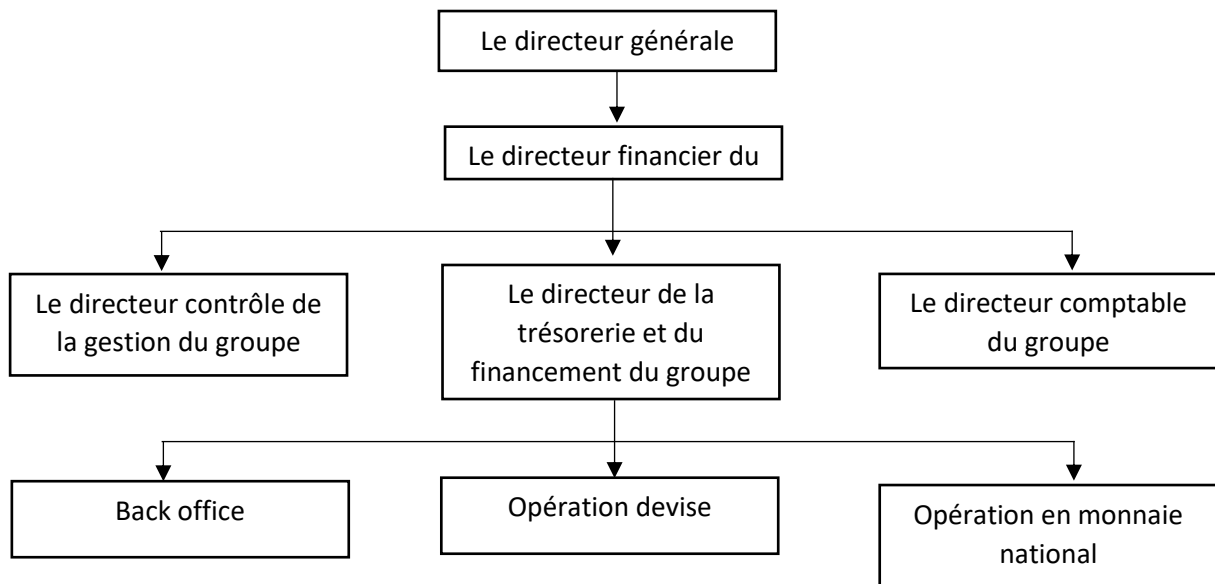 Le directeur générale
Le directeur financier du
Le directeur contrôle de
la gestion du groupe
Le directeur de la
trésorerie et du
financement du groupe
Le directeur comptable
du groupe
Back office
Opération devise
Opération en monnaie
national